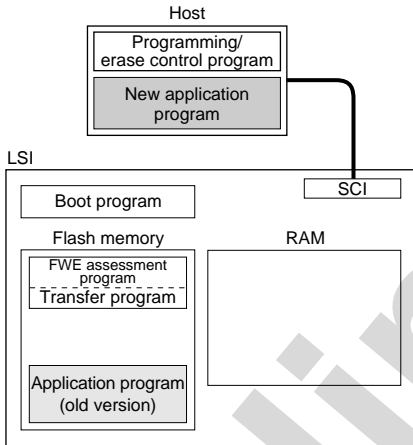 Host
Programming/
erase control program
New application
program
LSI
SCI
Boot program
Flash memory
RAM
FWE assessment
program
Transfer program
Application program
(old version)